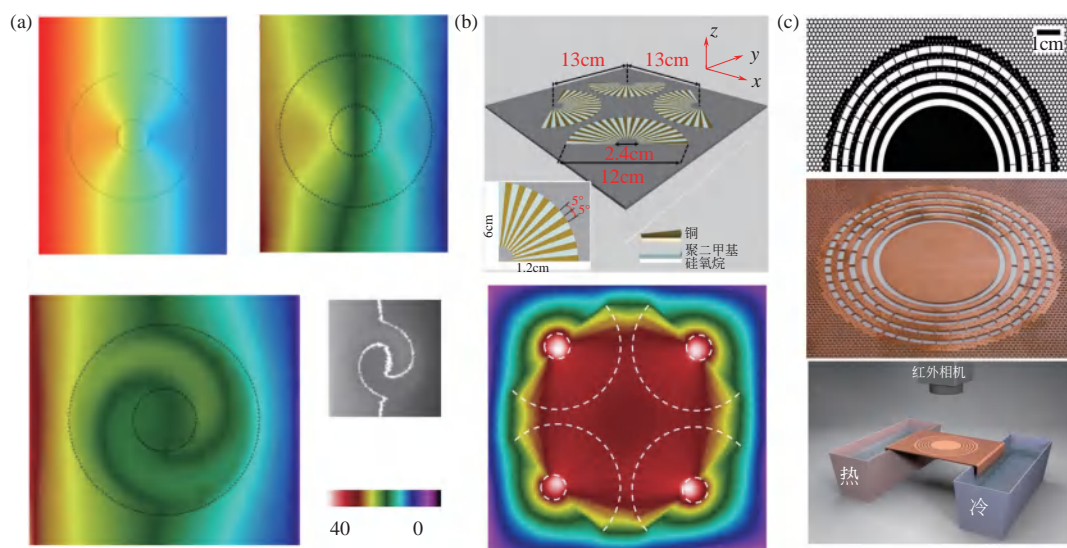 (a)
40
0
(b)
z
y
x
13cm
13cm
2.4cm
12cm
5°
5°
6cm
1.2cm
铜
聚二甲基
硅氧烷
(c)
1cm
红外相机
热
冷